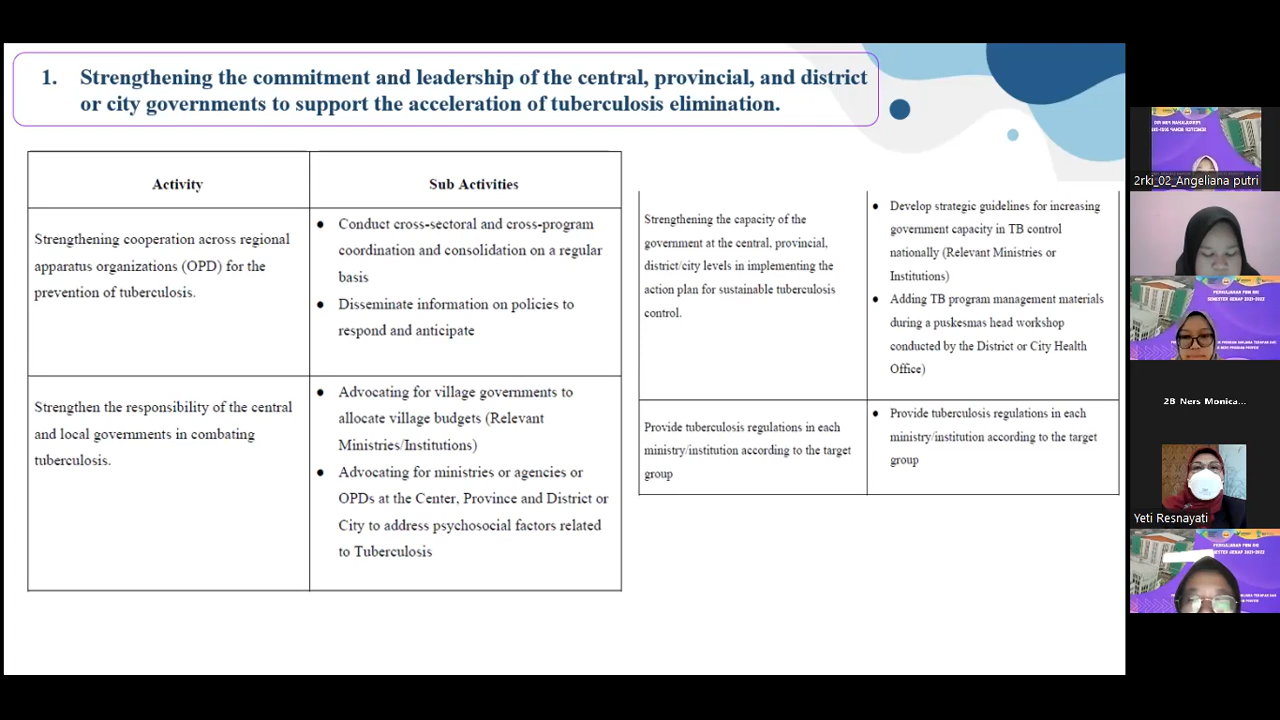 1. Strengthening the commitment and leadership of the central, provincial, and district
or city governments to support the acceleration of tuberculosis elimination.
Activity
Sub Activities
Strengthening cooperation across regional
apparatus organizations (OPD) for the
prevention of tuberculosis.
● Conduct cross-sectoral and cross-program
coordination and consolidation on a regular
basis
● Disseminate information on policies to
respond and anticipate
Strengthen the responsibility of the central
and local governments in combating
tuberculosis.
● Advocating for village governments to
allocate village budgets (Relevant
Ministries/Institutions)
● Advocating for ministries or agencies or
OPDs at the Center, Province and District or
City to address psychosocial factors related
to Tuberculosis
Strengthening the capacity of the
government at the central, provincial,
district/city levels in implementing the
action plan for sustainable tuberculosis
control.
● Develop strategic guidelines for increasing
government capacity in TB control
nationally (Relevant Ministries or
Institutions)
● Adding TB program management materials
during a puskesmas head workshop
conducted by the District or City Health
Office)
Provide tuberculosis regulations in each
ministry/institution according to the target
group
● Provide tuberculosis regulations in each
ministry/institution according to the target
group
2rki_02_Angeliana putri
SEMESTER GENAP 2021-2022
2B Ners Monica...
Yeti Resnayati
SEMESTER GENAP 2021-2022